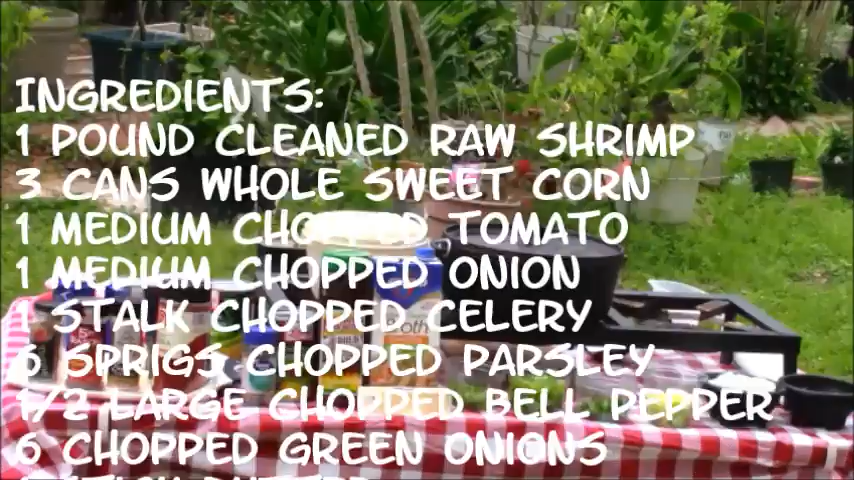 INGREDIENTS:
1 POUND CLEANED RAW SHRIMP
3 CANS WHOLE SWEET CORN
1 MEDIUM CHOPPED TOMATO
1 MEDIUM CHOPPED ONION
1 STALK CHOPPED CELERY
6 SPRIGS CHOPPED PARSLEY
1/2 LARGE CHOPPED BELL PEPPER
6 CHOPPED GREEN ONIONS